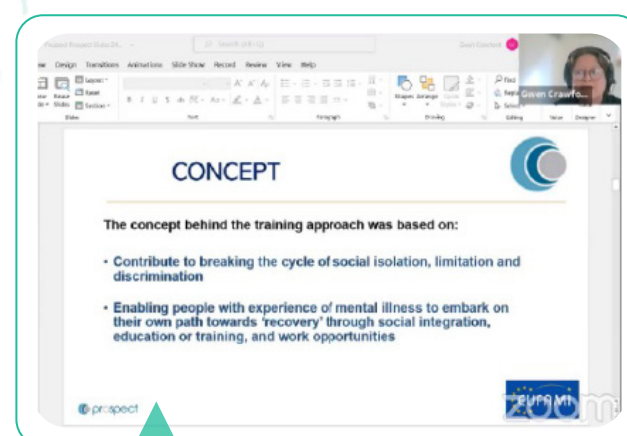 Design Transitions Animations Slide Show Record Review View Help
Layout
Reset
Section
Slides
Shapes Arrange
Find
Select
Paragraph
Drawing
Editing
Voice
Designer
Gwen Crawfo...
CONCEPT
The concept behind the training approach was based on:
• Contribute to breaking the cycle of social isolation, limitation and
discrimination
• Enabling people with experience of mental illness to embark on
their own path towards 'recovery' through social integration,
education or training, and work opportunities
prospect
EUFAMI
zoom